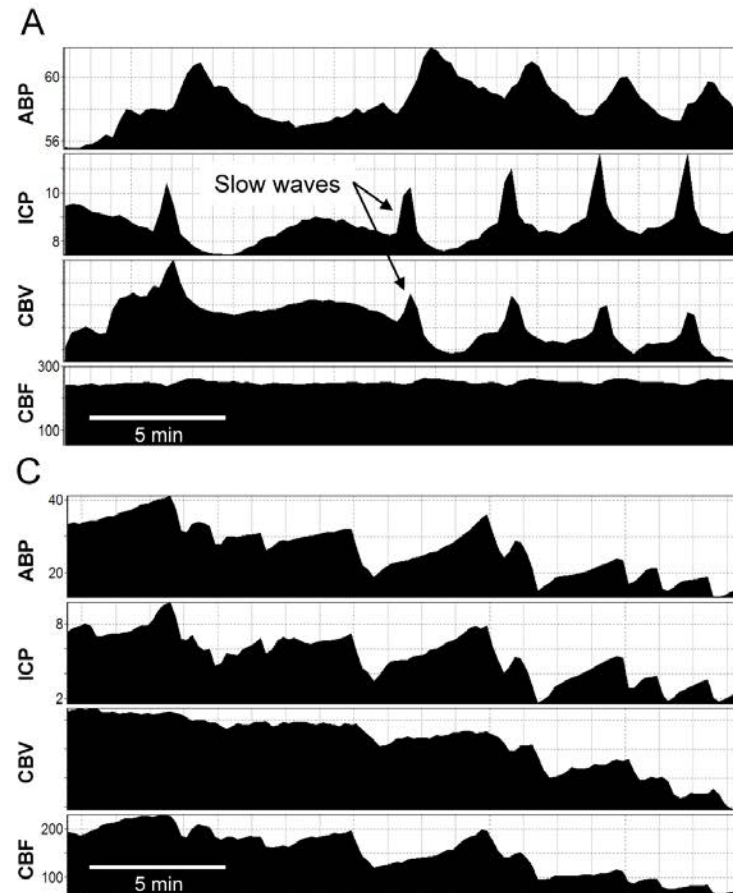 A
ABP
60
56
ICP
10
8
Slow waves
CBV
CBF
300
100
5 min
C
ABP
40
20
ICP
8
2
CBV
CBF
200
100
5 min